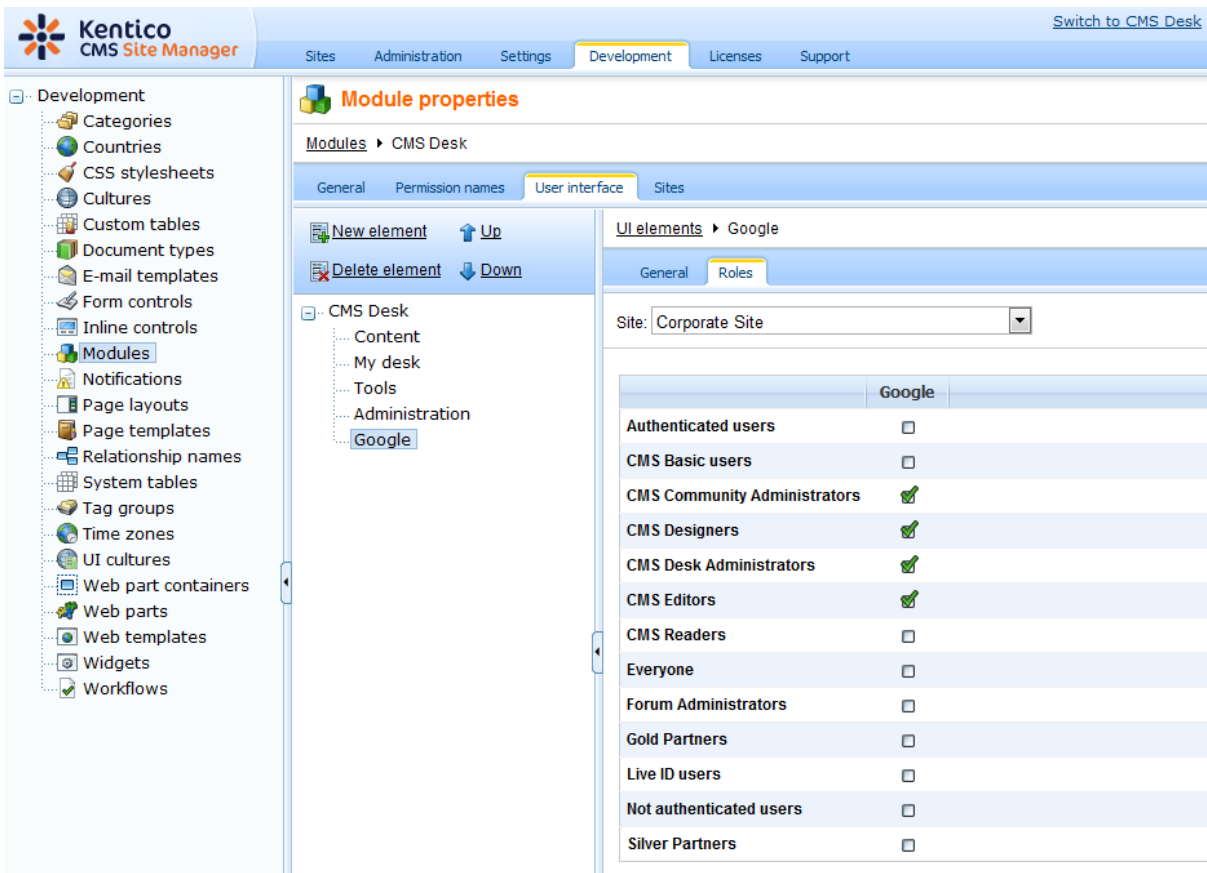 Kentico
CMS Site Manager
Switch to CMS Desk
Sites Administration Settings Development Licenses Support
Development
Categories
Countries
CSS stylesheets
Cultures
Custom tables
Document types
E-mail templates
Form controls
Inline controls
Modules
Notifications
Page layouts
Page templates
Relationship names
System tables
Tag groups
Time zones
UI cultures
Web part containers
Web parts
Web templates
Widgets
Workflows
Module properties
Modules CMS Desk
General Permission names User interface Sites
New element Up
Delete element Down
CMS Desk
Content
My desk
Tools
Administration
Google
UI elements Google
General Roles
Site: Corporate Site
Google
Authenticated users
CMS Basic users
CMS Community Administrators
CMS Designers
CMS Desk Administrators
CMS Editors
CMS Readers
Everyone
Forum Administrators
Gold Partners
Live ID users
Not authenticated users
Silver Partners